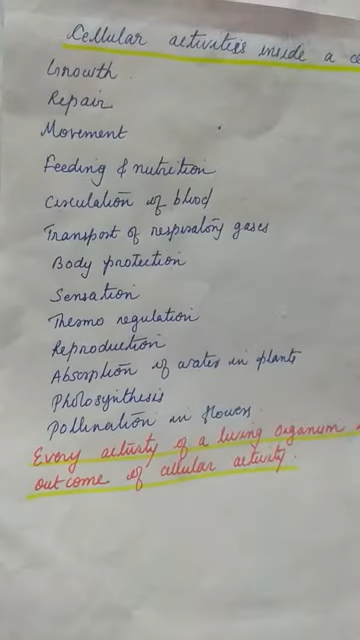 Cellular activities inside a ce
Growth
Repair
Movement
Feeding & nutrition
Circulation of blood
Transport of respiratory gases
Body protection
Sensation
Thermo regulation
Reproduction
Absorption of water in plants
Photosynthesis
Pollination in flowers
Every activity of a living organism
outcome of cellular activity.